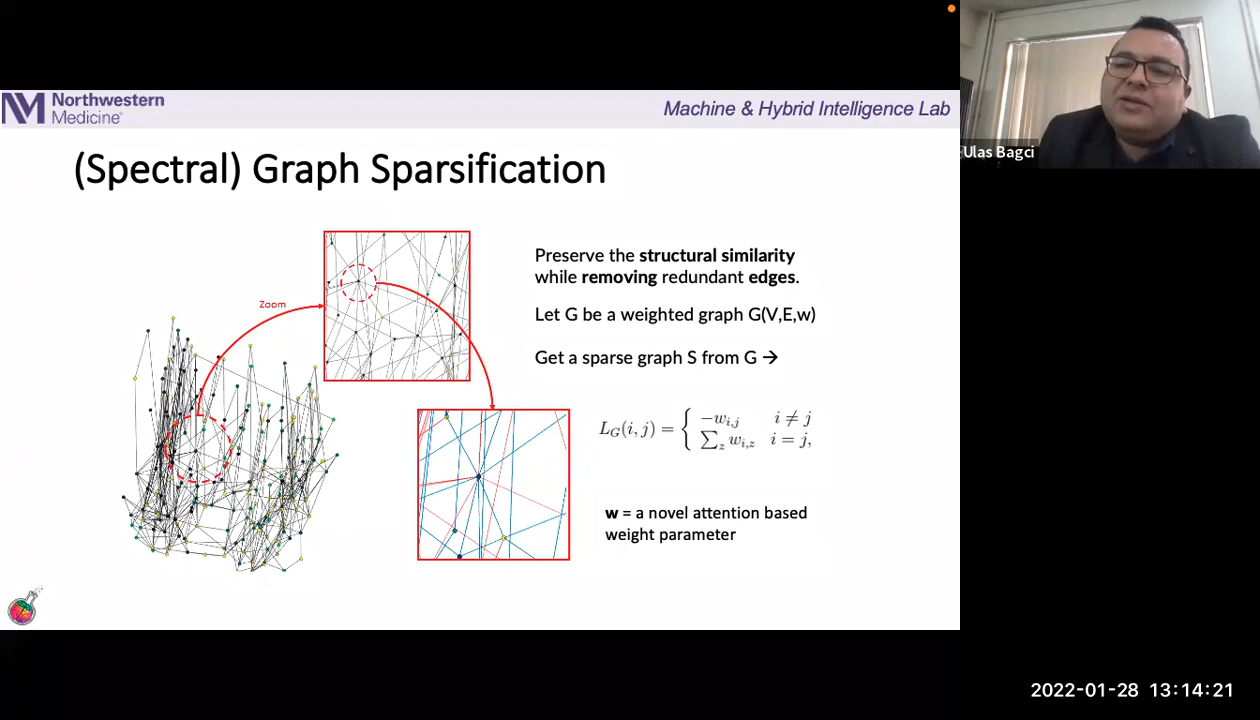 Northwestern
Medicine®
Machine & Hybrid Intelligence Lab
Ulas Bagci
(Spectral) Graph Sparsification
Zoom
Preserve the structural similarity
while removing redundant edges.
Let G be a weighted graph G(V,E,w)
Get a sparse graph S from G →
L_G(i, j) = { −w_{i,j} i ≠ j
∑_z w_{i,z} i = j,
w = a novel attention based
weight parameter
2022-01-28 13:14:21